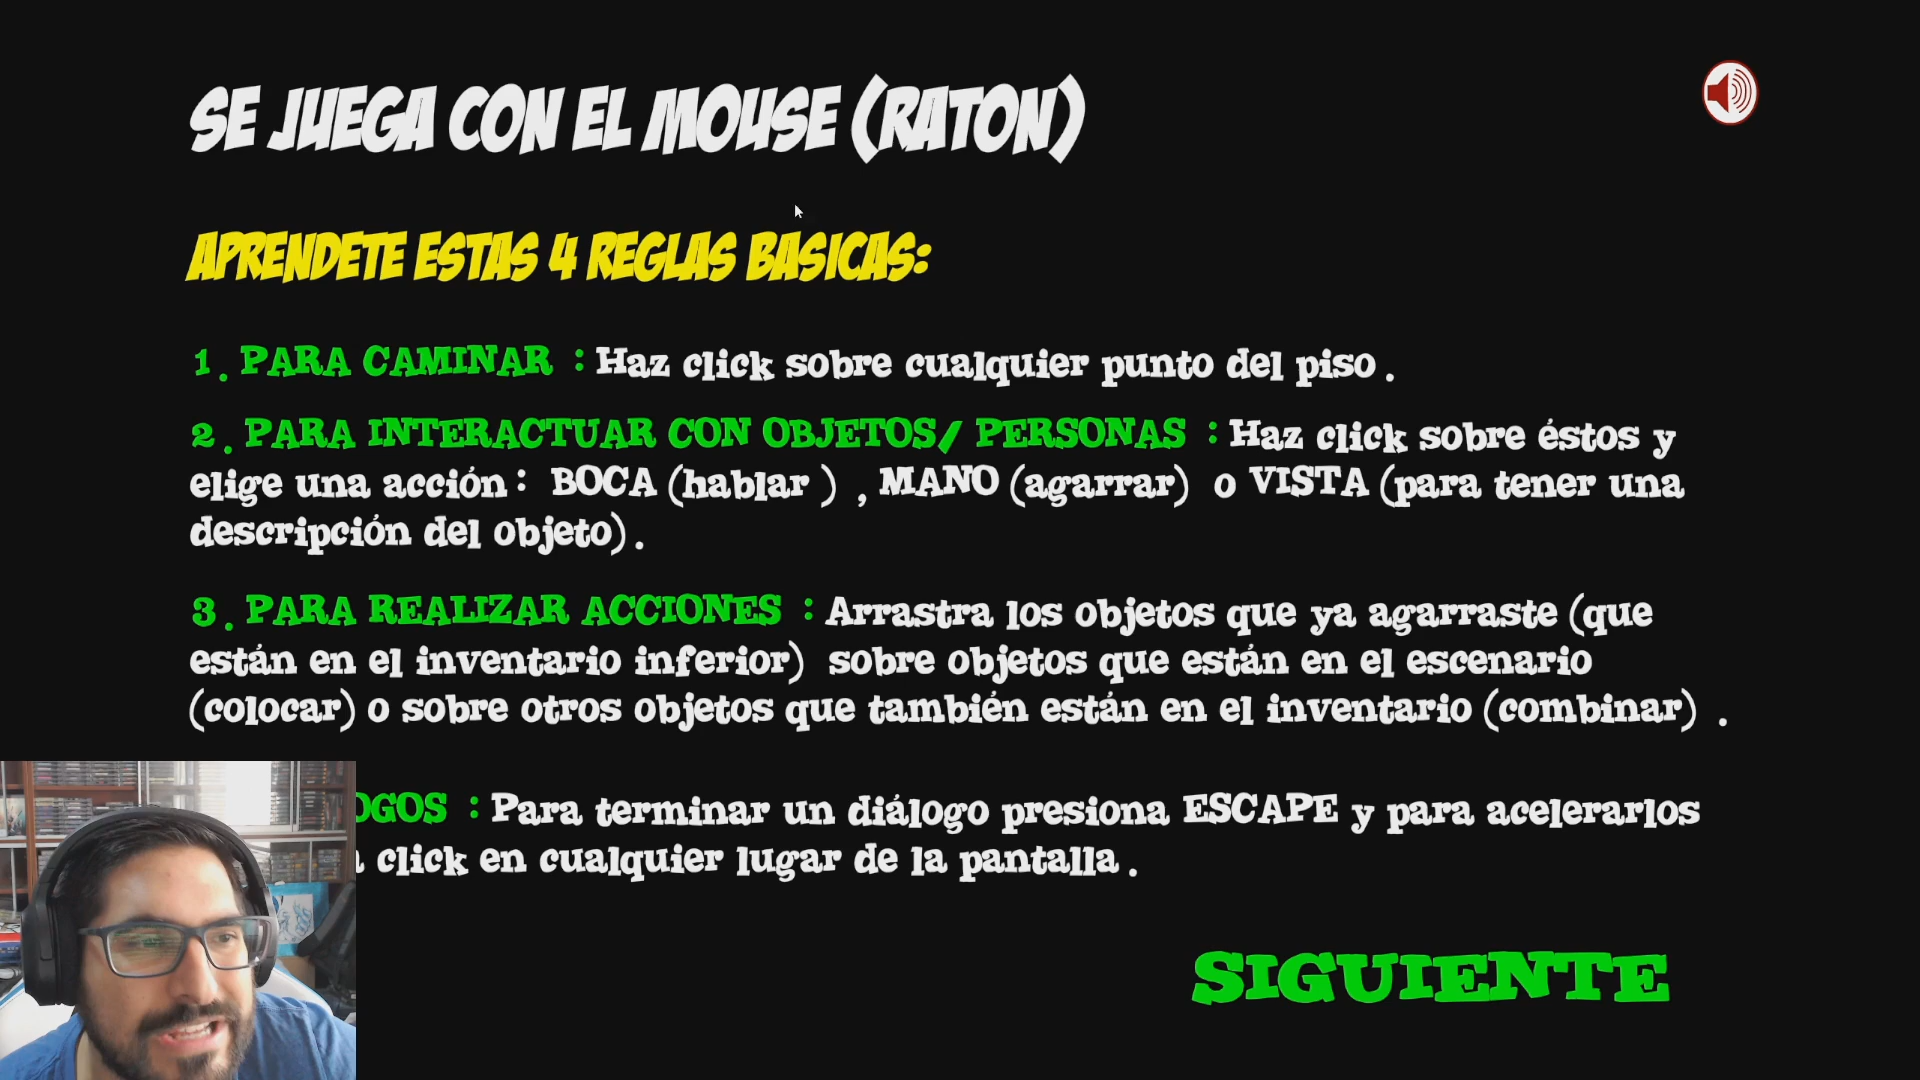 SE JUEGA CON EL MOUSE (RATON)
APRENDETE ESTAS 4 REGLAS BASICAS:
1. PARA CAMINAR : Haz click sobre cualquier punto del piso.
2. PARA INTERACTUAR CON OBJETOS/ PERSONAS : Haz click sobre éstos y
elige una acción: BOCA (hablar ) , MANO (agarrar) o VISTA (para tener una
descripción del objeto).
3. PARA REALIZAR ACCIONES : Arrastra los objetos que ya agarraste (que
están en el inventario inferior) sobre objetos que están en el escenario
(colocar) o sobre otros objetos que también están en el inventario (combinar) .
OGOS : Para terminar un diálogo presiona ESCAPE y para acelerarlos
click en cualquier lugar de la pantalla.
SIGUIENTE